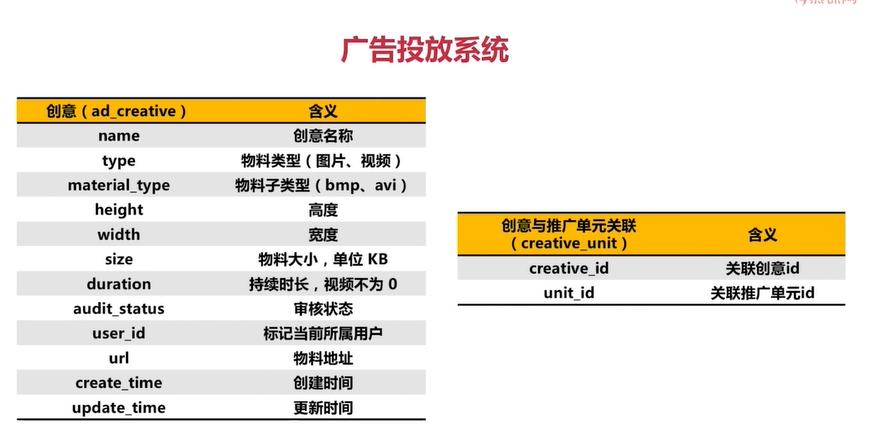 广告投放系统
创意（ad_creative） 含义
name 创意名称
type 物料类型（图片、视频）
material_type 物料子类型（bmp、avi）
height 高度
width 宽度
size 物料大小，单位 KB
duration 持续时长，视频不为 0
audit_status 审核状态
user_id 标记当前所属用户
url 物料地址
create_time 创建时间
update_time 更新时间
创意与推广单元关联
（creative_unit） 含义
creative_id 关联创意id
unit_id 关联推广单元id